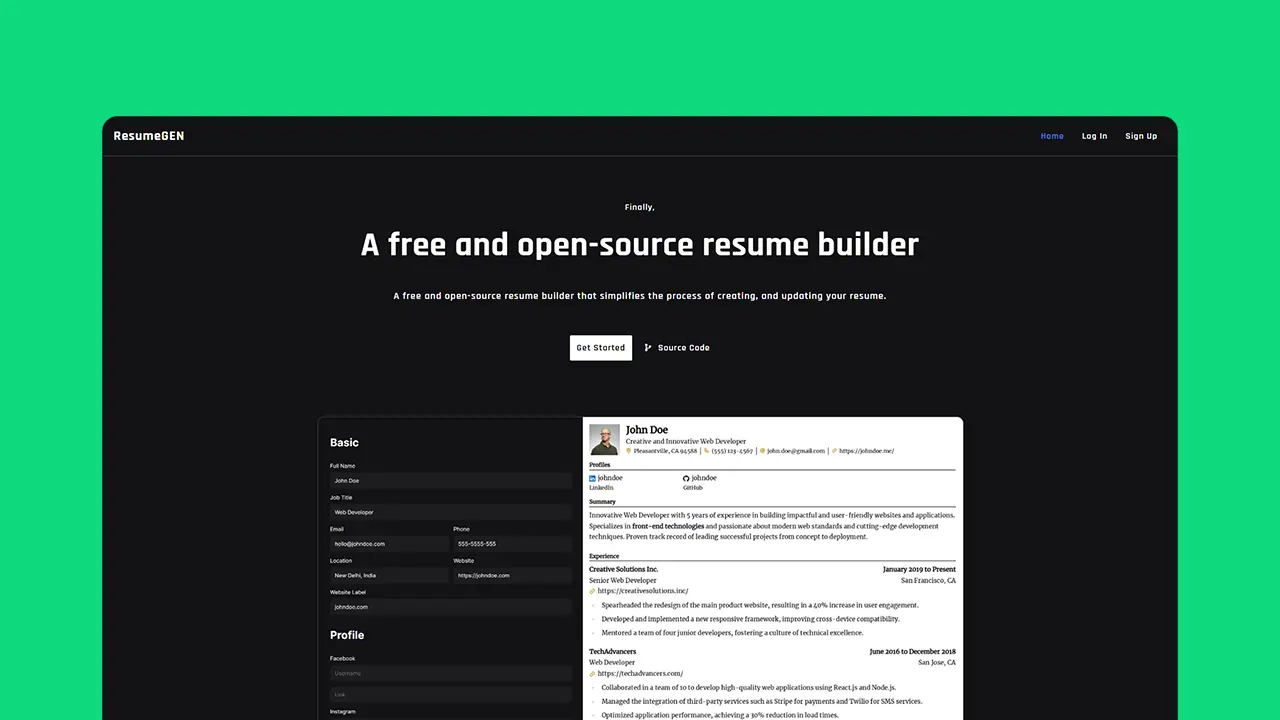 ResumeGEN
Home
Log In
Sign Up
Finally,
A free and open-source resume builder
A free and open-source resume builder that simplifies the process of creating, and updating your resume.
Get Started
Source Code
Basic
Full Name
John Doe
Job Title
Web Developer
Email
Phone
hello@johndoe.com
555-5555-555
Location
Website
New Delhi, India
https://johndoe.com
Website Label
johndoe.com
Profile
Facebook
Username
Link
Instagram
John Doe
Creative and Innovative Web Developer
Pleasantville, CA 94588 | (555) 123-4567 | john.doe@gmail.com | https://johndoe.me/
Profiles
johndoe
LinkedIn
johndoe
GitHub
Summary
Innovative Web Developer with 5 years of experience in building impactful and user-friendly websites and applications.
Specializes in front-end technologies and passionate about modern web standards and cutting-edge development
techniques. Proven track record of leading successful projects from concept to deployment.
Experience
Creative Solutions Inc. January 2019 to Present
Senior Web Developer San Francisco, CA
https://creativesolutions.inc/
Spearheaded the redesign of the main product website, resulting in a 40% increase in user engagement.
Developed and implemented a new responsive framework, improving cross-device compatibility.
Mentored a team of four junior developers, fostering a culture of technical excellence.
TechAdvancers June 2016 to December 2018
Web Developer San Jose, CA
https://techadvancers.com/
Collaborated in a team of 10 to develop high-quality web applications using React.js and Node.js.
Managed the integration of third-party services such as Stripe for payments and Twilio for SMS services.
Optimized application performance, achieving a 30% reduction in load times.